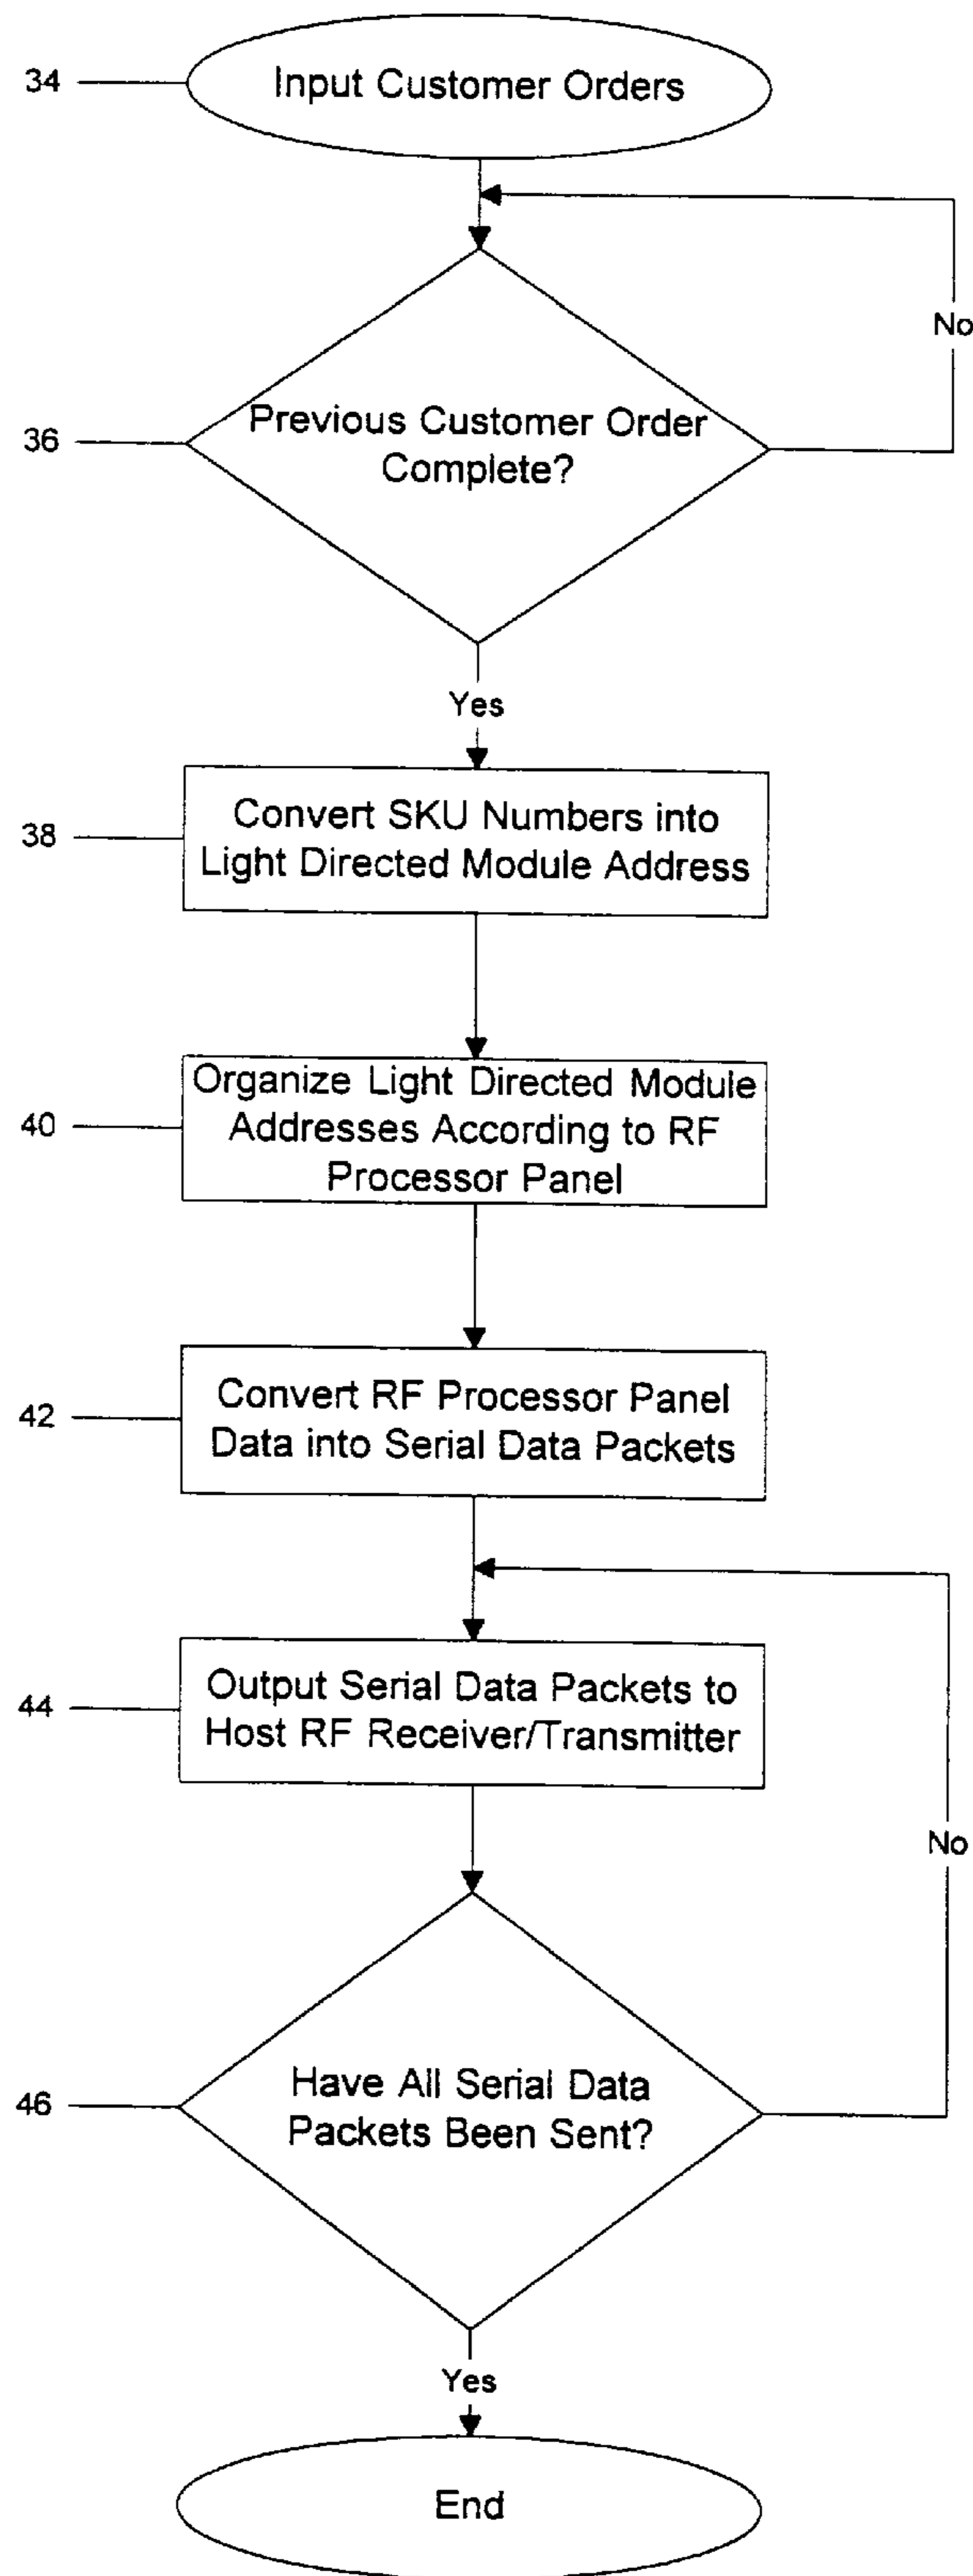 34
Input Customer Orders
No
36
Previous Customer Order
Complete?
Yes
38
Convert SKU Numbers into
Light Directed Module Address
40
Organize Light Directed Module
Addresses According to RF
Processor Panel
42
Convert RF Processor Panel
Data into Serial Data Packets
44
Output Serial Data Packets to
Host RF Receiver/Transmitter
No
46
Have All Serial Data
Packets Been Sent?
Yes
End